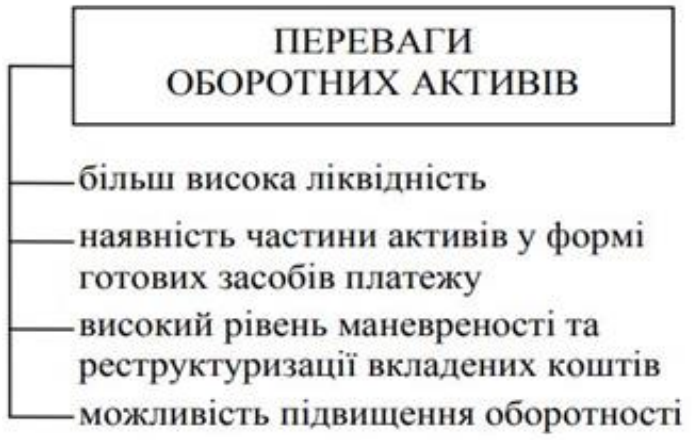 ПЕРЕВАГИ
ОБОРОТНИХ АКТИВІВ
більш висока ліквідність
наявність частини активів у формі
готових засобів платежу
високий рівень маневреності та
реструктуризації вкладених коштів
можливість підвищення оборотності